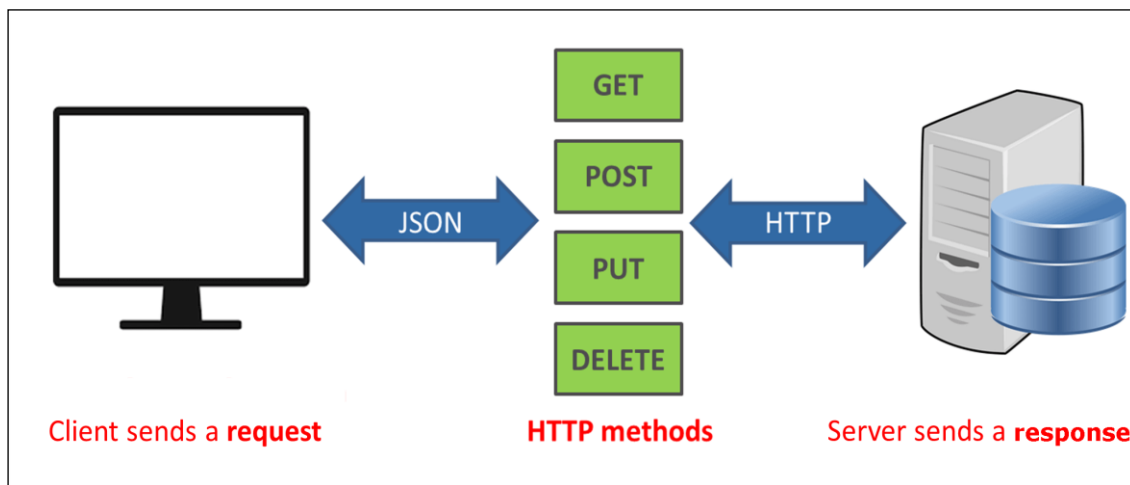 GET
POST
JSON
HTTP
PUT
DELETE
Client sends a request
HTTP methods
Server sends a response